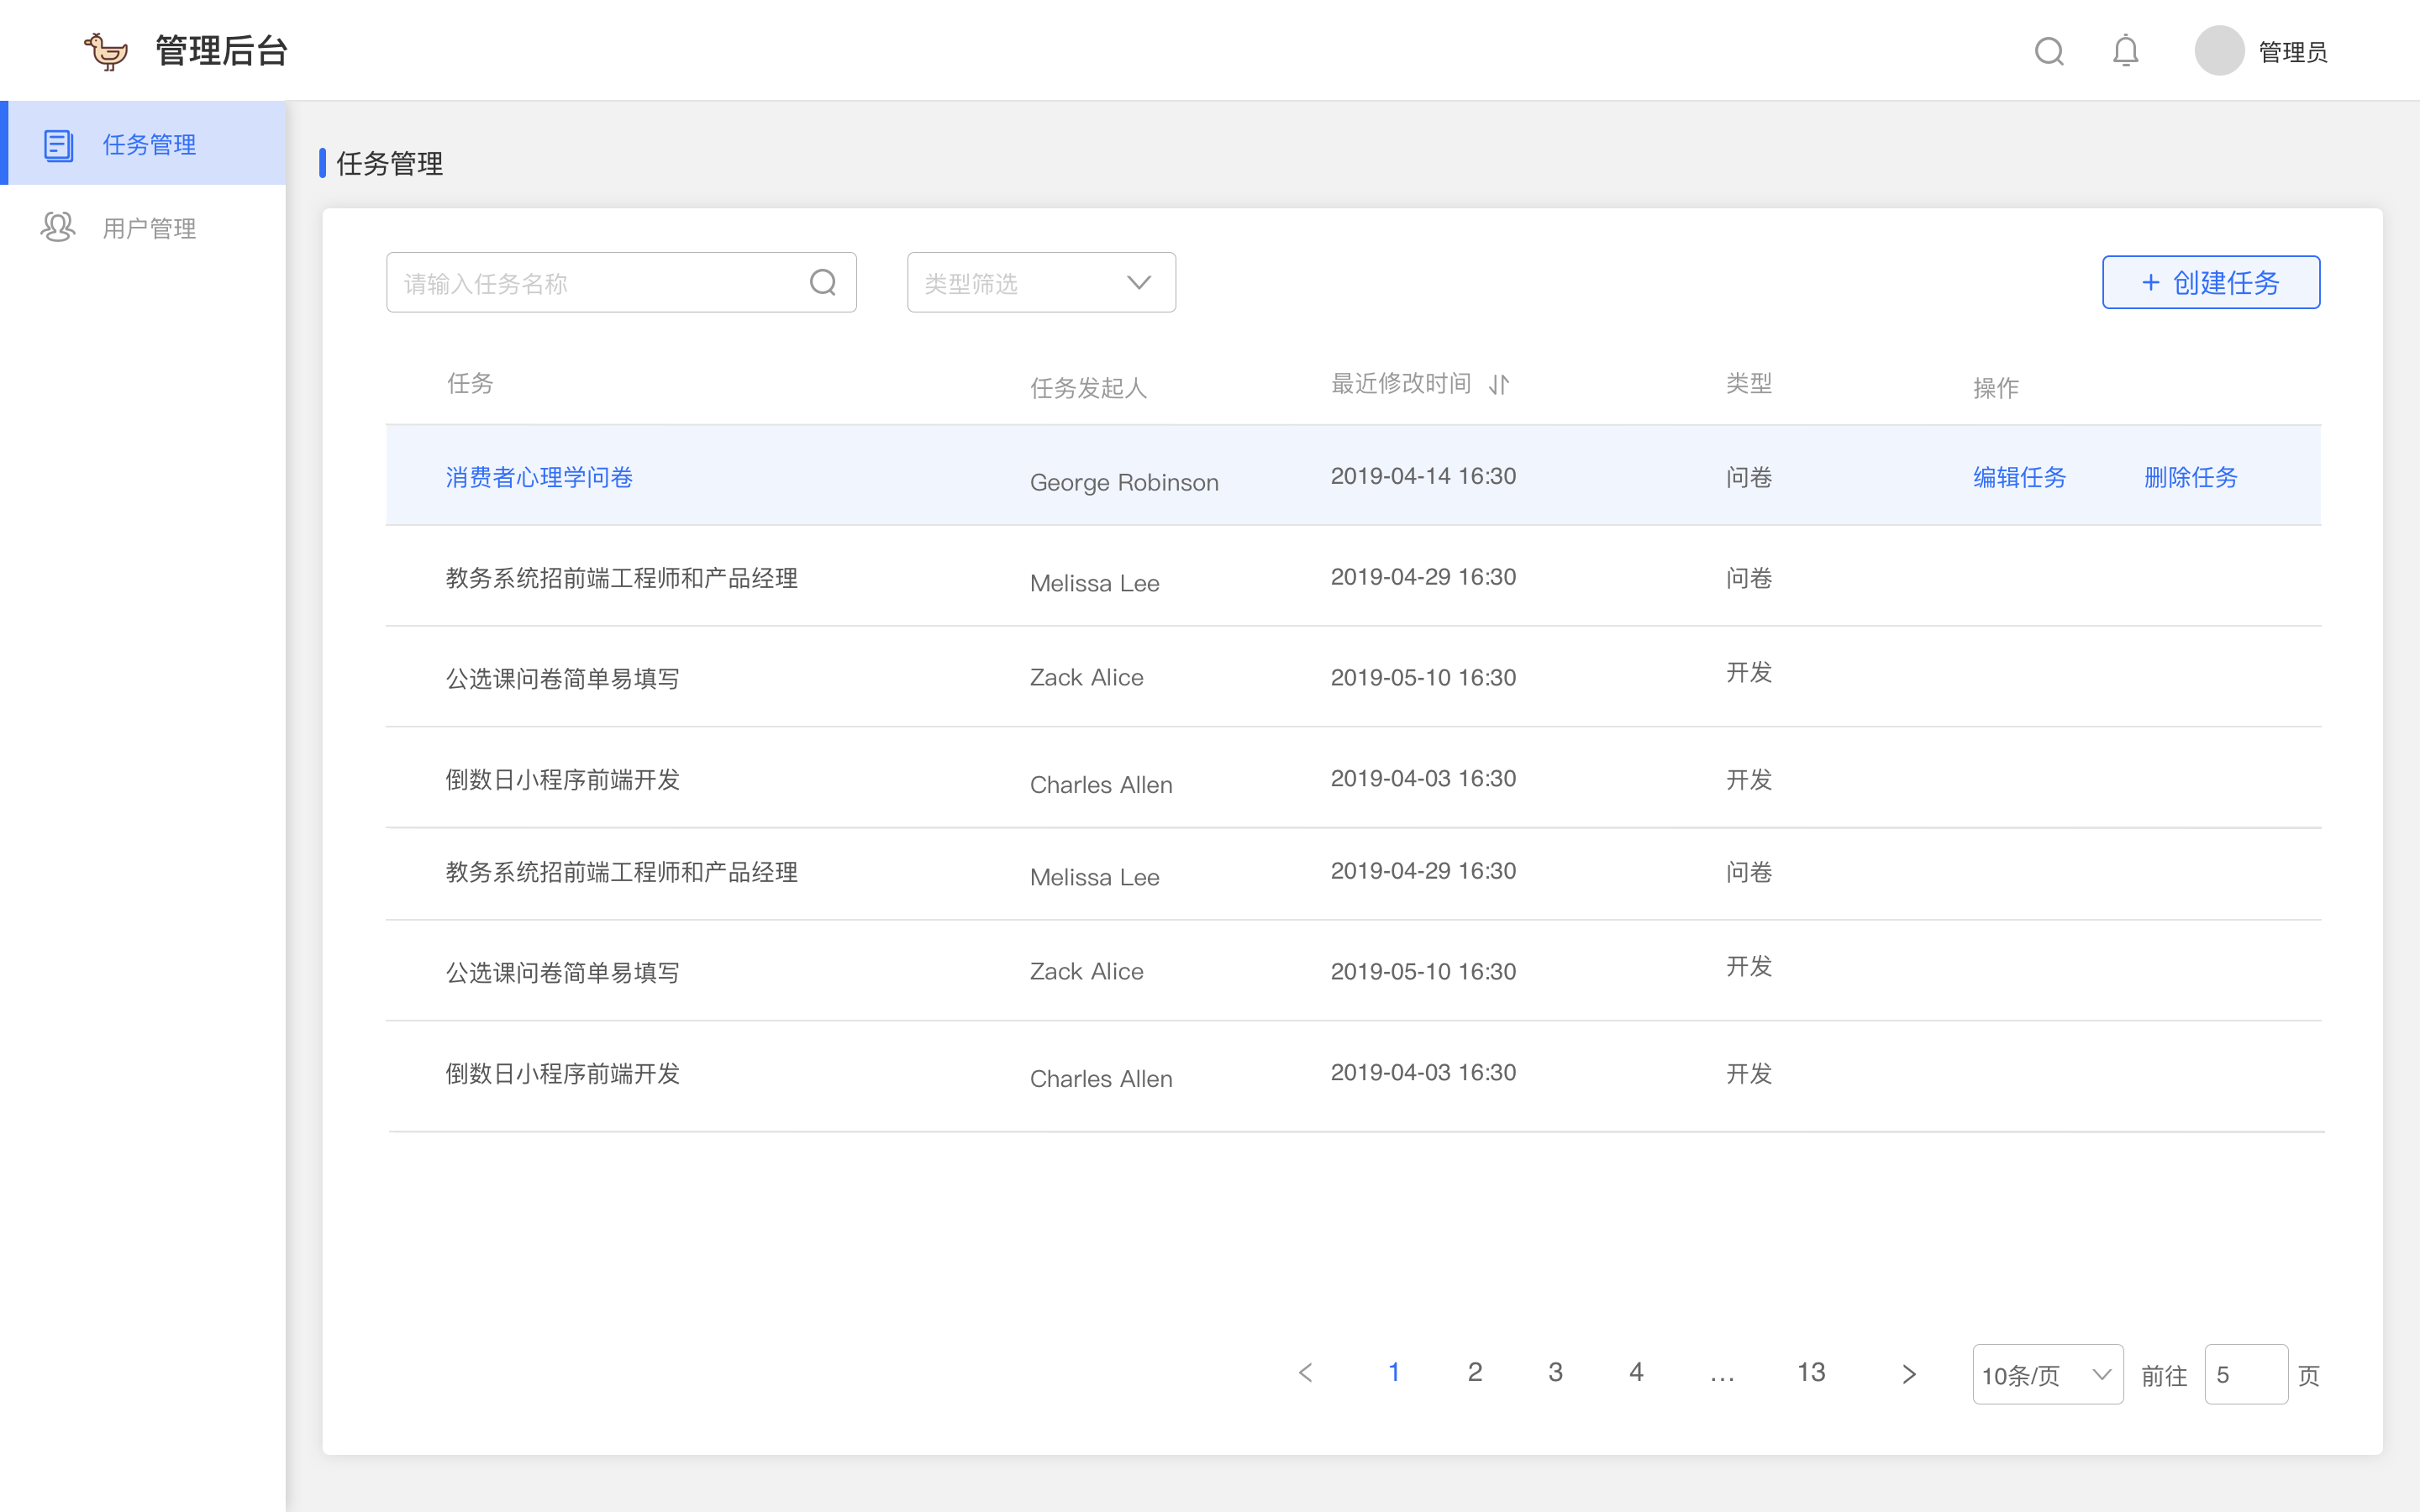 管理后台
管理员
任务管理
用户管理
任务管理
请输入任务名称
类型筛选
+ 创建任务
任务 任务发起人 最近修改时间 类型 操作
消费者心理学问卷 George Robinson 2019-04-14 16:30 问卷 编辑任务 删除任务
教务系统招前端工程师和产品经理 Melissa Lee 2019-04-29 16:30 问卷
公选课问卷简单易填写 Zack Alice 2019-05-10 16:30 开发
倒数日小程序前端开发 Charles Allen 2019-04-03 16:30 开发
教务系统招前端工程师和产品经理 Melissa Lee 2019-04-29 16:30 问卷
公选课问卷简单易填写 Zack Alice 2019-05-10 16:30 开发
倒数日小程序前端开发 Charles Allen 2019-04-03 16:30 开发
< 1 2 3 4 ... 13 > 10条/页 前往 5 页